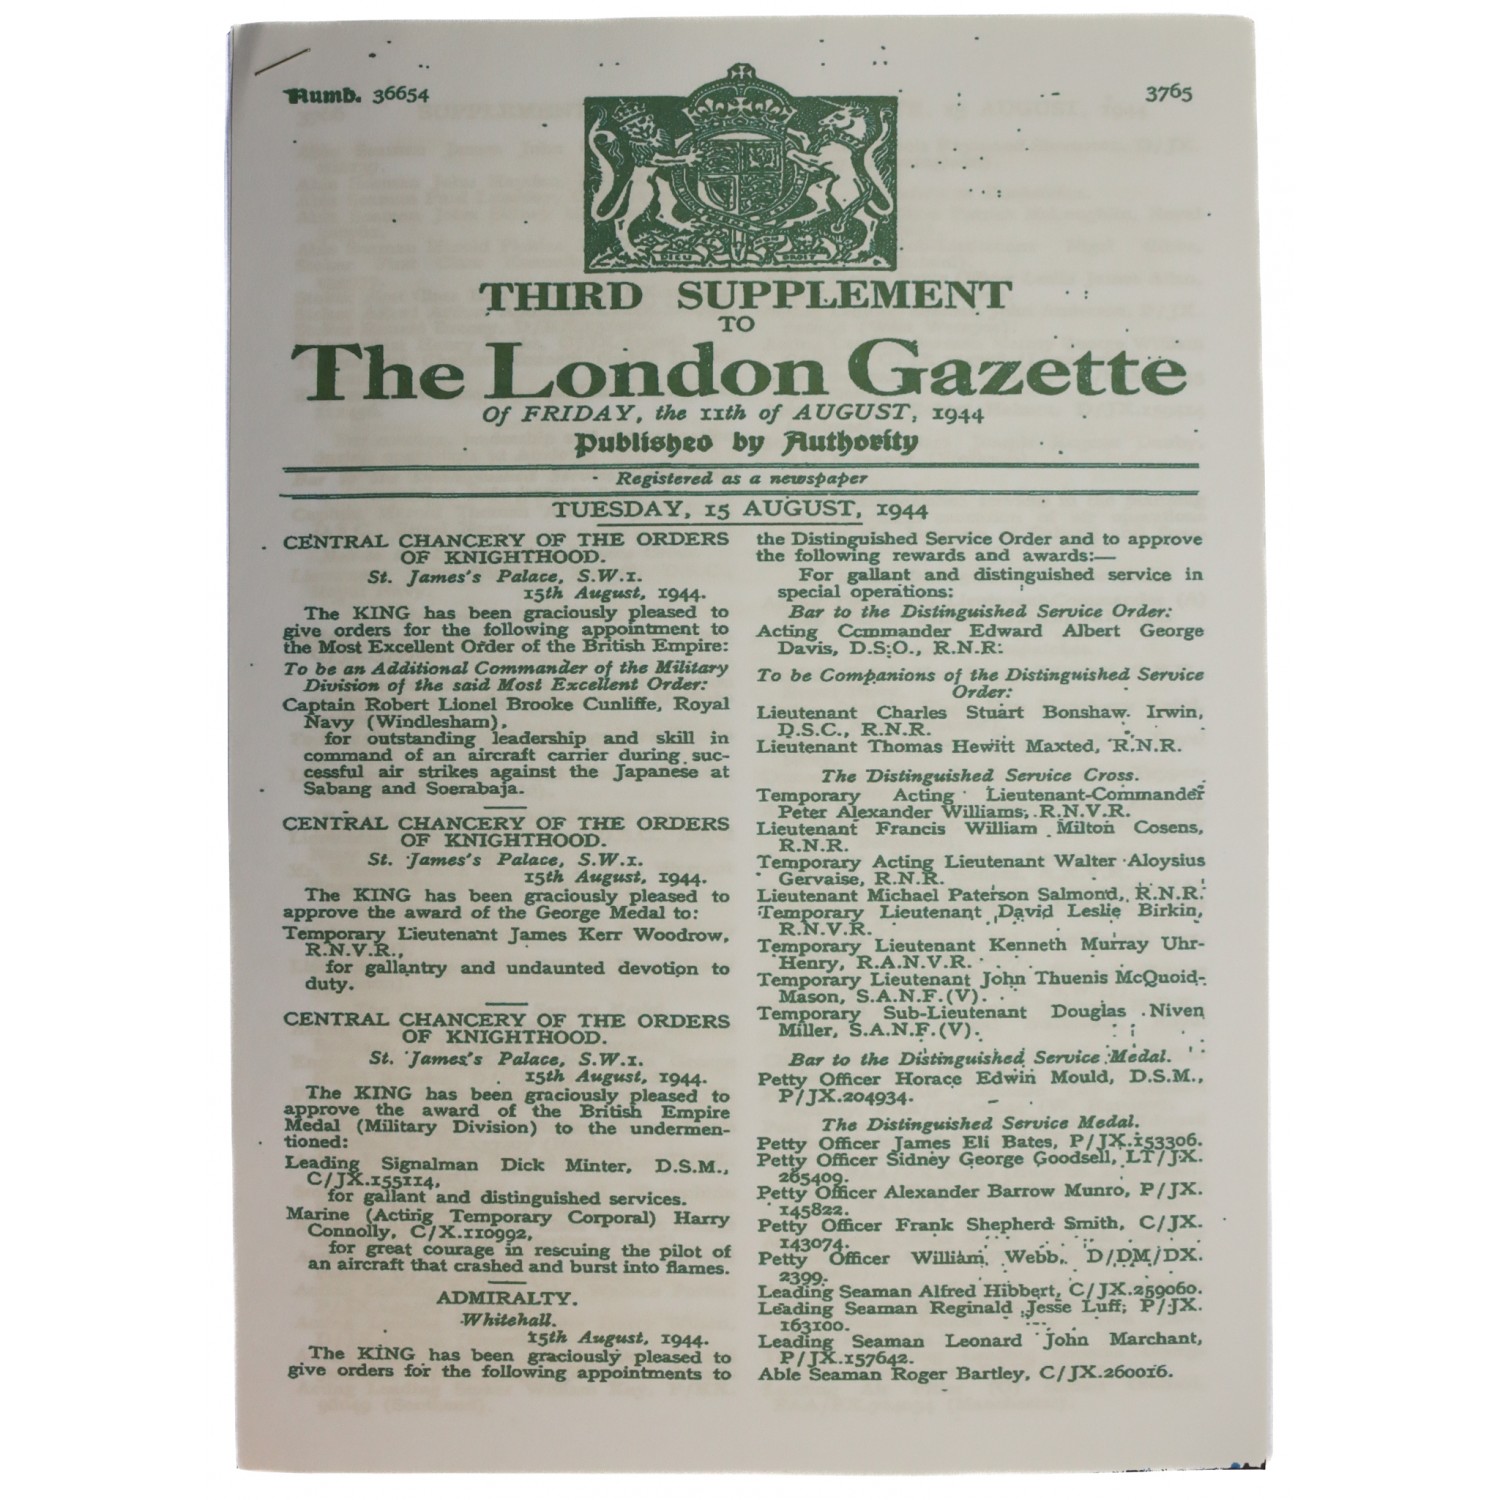 Numb. 36654
3765
DIEU DROIT
THIRD SUPPLEMENT
TO
The London Gazette
Of FRIDAY, the 11th of AUGUST, 1944
Published by Authority
Registered as a newspaper
TUESDAY, 15 AUGUST, 1944
CENTRAL CHANCERY OF THE ORDERS
OF KNIGHTHOOD.
St. James's Palace, S.W.1.
15th August, 1944.
The KING has been graciously pleased to
give orders for the following appointment to
the Most Excellent Order of the British Empire:
To be an Additional Commander of the Military
Division of the said Most Excellent Order:
Captain Robert Lionel Brooke Cunliffe, Royal
Navy (Windlesham),
for outstanding leadership and skill in
command of an aircraft carrier during suc-
cessful air strikes against the Japanese at
Sabang and Soerabaja.
CENTRAL CHANCERY OF THE ORDERS
OF KNIGHTHOOD.
St. James's Palace, S.W.1.
15th August, 1944.
The KING has been graciously pleased to
approve the award of the George Medal to:
Temporary Lieutenant James Kerr Woodrow,
R.N.V.R.,
for gallantry and undaunted devotion to
duty.
CENTRAL CHANCERY OF THE ORDERS
OF KNIGHTHOOD.
St. James's Palace, S.W.1.
15th August, 1944.
The KING has been graciously pleased to
approve the award of the British Empire
Medal (Military Division) to the undermen-
tioned:
Leading Signalman Dick Minter, D.S.M.,
C/JX.155114,
for gallant and distinguished services.
Marine (Acting Temporary Corporal) Harry
Connolly, C/X.110992,
for great courage in rescuing the pilot of
an aircraft that crashed and burst into flames.
ADMIRALTY.
Whitehall.
15th August, 1944.
The KING has been graciously pleased to
give orders for the following appointments to
the Distinguished Service Order and to approve
the following rewards and awards:—
For gallant and distinguished service in
special operations:
Bar to the Distinguished Service Order:
Acting Commander Edward Albert George
Davis, D.S.O., R.N.R.
To be Companions of the Distinguished Service
Order:
Lieutenant Charles Stuart Bonshaw Irwin,
D.S.C., R.N.R.
Lieutenant Thomas Hewitt Maxted, R.N.R.
The Distinguished Service Cross.
Temporary Acting Lieutenant-Commander
Peter Alexander Williams, R.N.V.R.
Lieutenant Francis William Milton Cosens,
R.N.R.
Temporary Acting Lieutenant Walter Aloysius
Gervaise, R.N.R.
Lieutenant Michael Paterson Salmond, R.N.R.
Temporary Lieutenant David Leslie Birkin,
R.N.V.R.
Temporary Lieutenant Kenneth Murray Uhr-
Henry, R.A.N.V.R.
Temporary Lieutenant John Thuenis McQuoid-
Mason, S.A.N.F.(V).
Temporary Sub-Lieutenant Douglas Niven
Miller, S.A.N.F.(V).
Bar to the Distinguished Service Medal.
Petty Officer Horace Edwin Mould, D.S.M.,
P/JX.204934.
The Distinguished Service Medal.
Petty Officer James Eli Bates, P/JX.153306.
Petty Officer Sidney George Goodsell, LT/JX.
265409.
Petty Officer Alexander Barrow Munro, P/JX.
145822.
Petty Officer Frank Shepherd Smith, C/JX.
143074.
Petty Officer William Webb, D/DM/DX.
2399.
Leading Seaman Alfred Hibbert, C/JX.259060.
Leading Seaman Reginald Jesse Luff, P/JX.
163100.
Leading Seaman Leonard John Marchant,
P/JX.157642.
Able Seaman Roger Bartley, C/JX.260016.